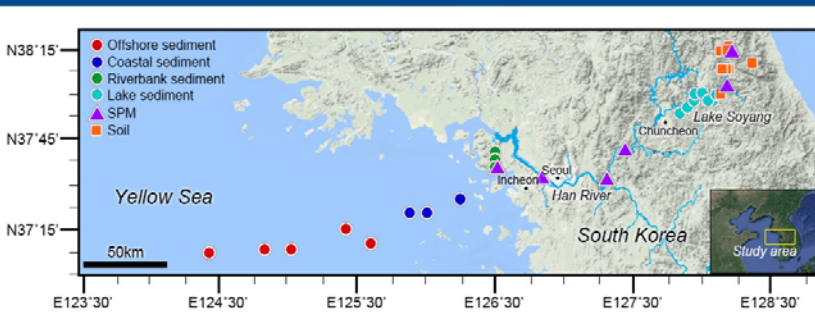 Offshore sediment
Coastal sediment
Riverbank sediment
Lake sediment
SPM
Soil
N38°15'
N37°45'
N37°15'
Lake Soyang
Chuncheon
Seoul
Incheon
Han River
Yellow Sea
South Korea
Study area
50km
E123°30' E124°30' E125°30' E126°30' E127°30' E128°30'